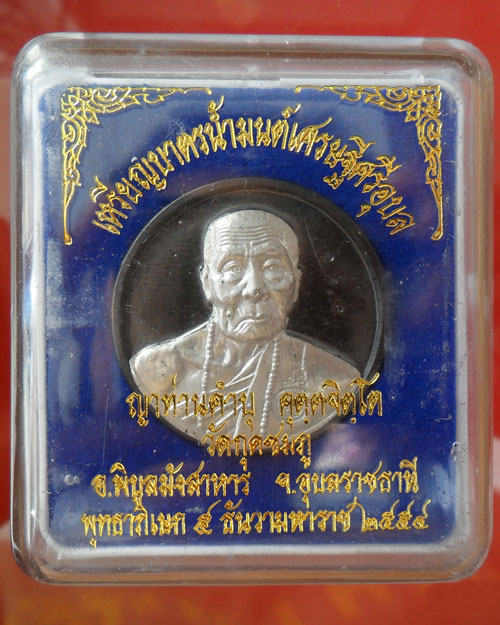 เหรียญบาตรน้ำมนต์เศรษฐีศรีอุบล
ญาท่านคำบุ คุตฺตจิตฺโต
วัดกุดชมภู
อ.พิบูลมังสาหาร จ.อุบลราชธานี
พุทธาภิเษก ๕ ธันวามหาราช ๒๕๕๔